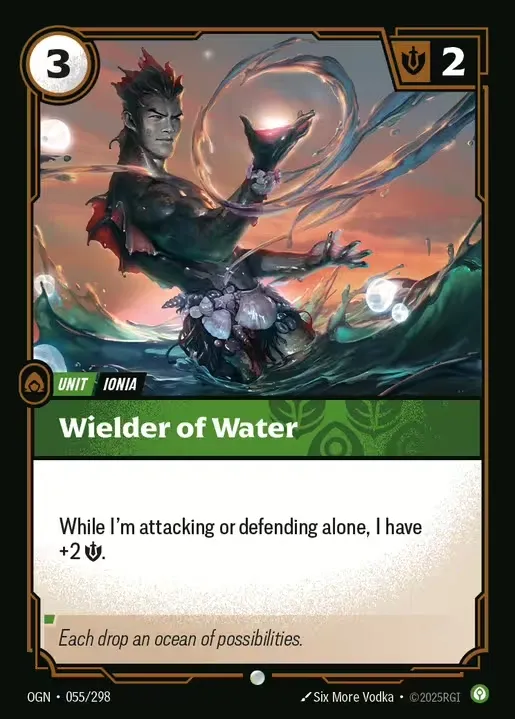 3
2
UNIT IONIA
Wielder of Water
While I'm attacking or defending alone, I have
+2.
Each drop an ocean of possibilities.
OGN • 055/298
Six More Vodka • ©2025RGI